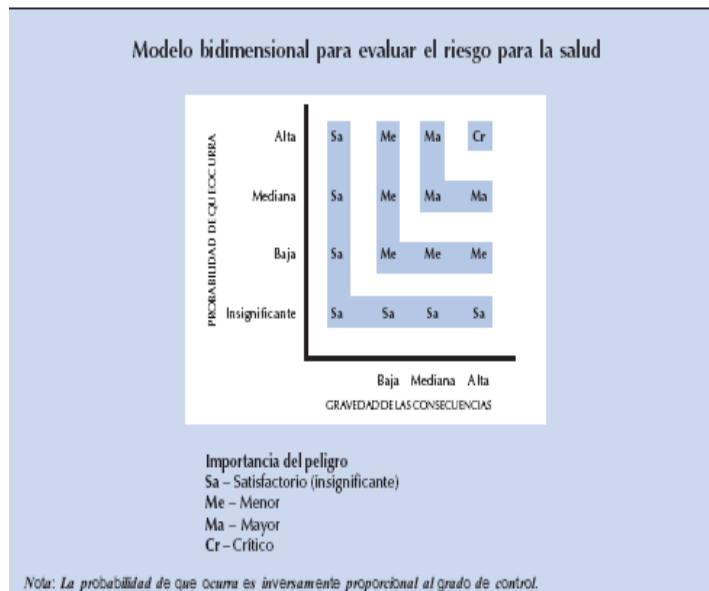 Modelo bidimensional para evaluar el riesgo para la salud
PROBABILIDAD DE QUE OCURRA
Alta Sa Me Ma Cr
Mediana Sa Me Ma Ma
Baja Sa Me Me Me
Insignificante Sa Sa Sa Sa
Baja Mediana Alta
GRAVEDAD DE LAS CONSECUENCIAS
Importancia del peligro
Sa – Satisfactorio (insignificante)
Me – Menor
Ma – Mayor
Cr – Crítico
Nota: La probabilidad de que ocurra es inversamente proporcional al grado de control.